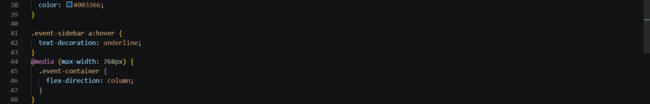 38 color: #003366;
39 }
40
41 .event-sidebar a:hover {
42 text-decoration: underline;
43 }
44 @media (max-width: 768px) {
45 .event-container {
46 flex-direction: column;
47 }
48 }